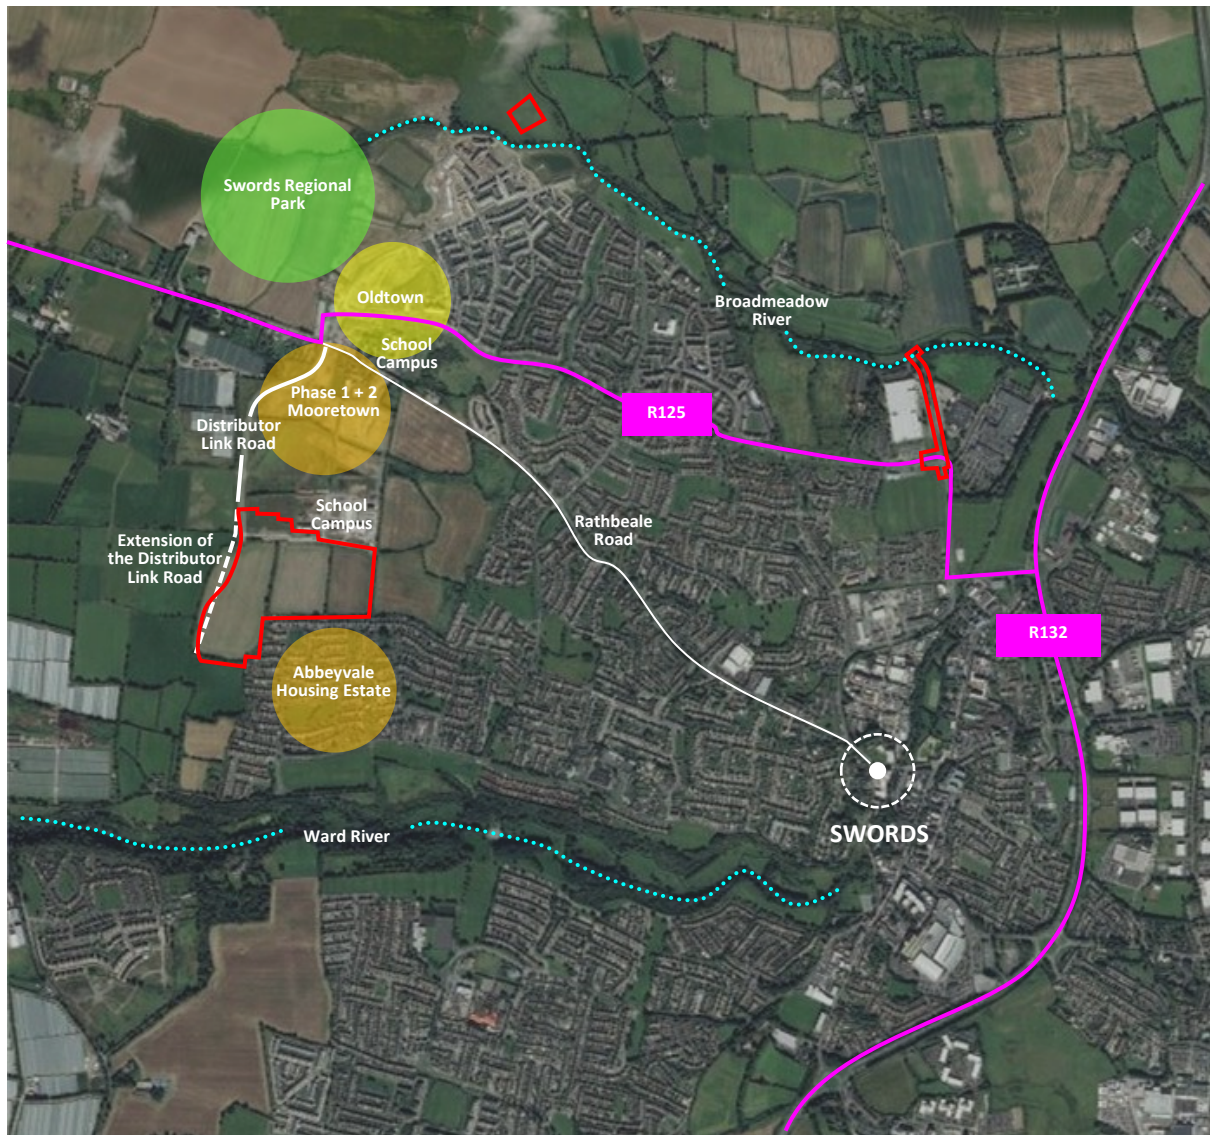 Swords Regional
Park
Oldtown
Broadmeadow
River
School
Campus
Phase 1 + 2
Mooretown
R125
Distributor
Link Road
School
Campus
Rathbeale
Road
Extension of
the Distributor
Link Road
R132
Abbeyvale
Housing Estate
Ward River
SWORDS